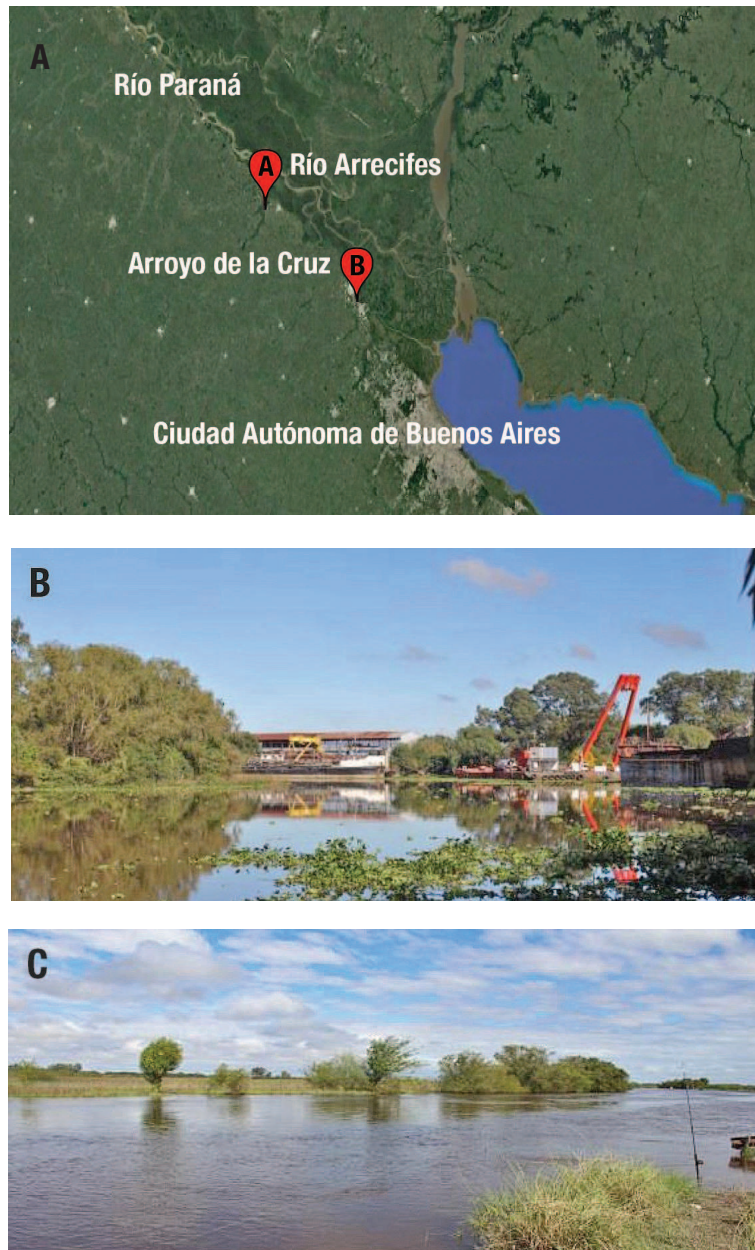 A
Río Paraná
A Río Arrecifes
Arroyo de la Cruz B
Ciudad Autónoma de Buenos Aires
B
C